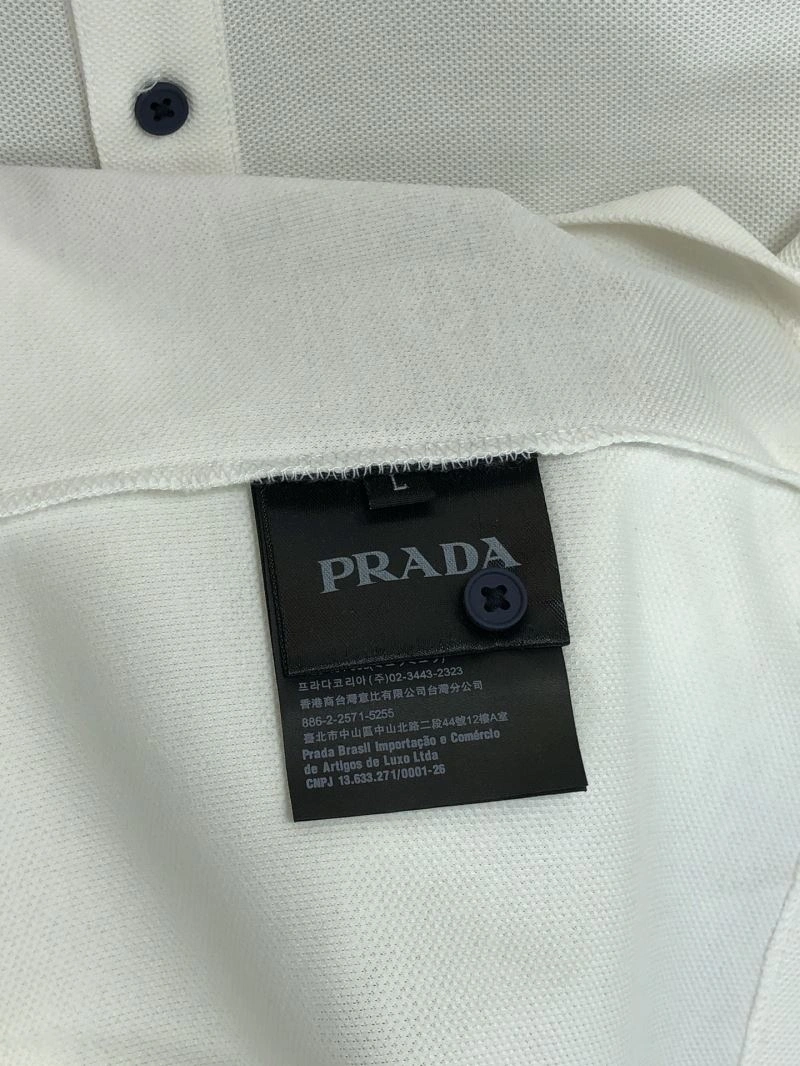 L
PRADA
프라다코리아(주)02-3443-2323
香港商台灣意比有限公司台灣分公司
886-2-2571-5255
臺北市中山區中山北路二段44號12樓A室
Prada Brasil Importação e Comércio
de Artigos de Luxo Ltda
CNPJ 13.633.271/0001-26